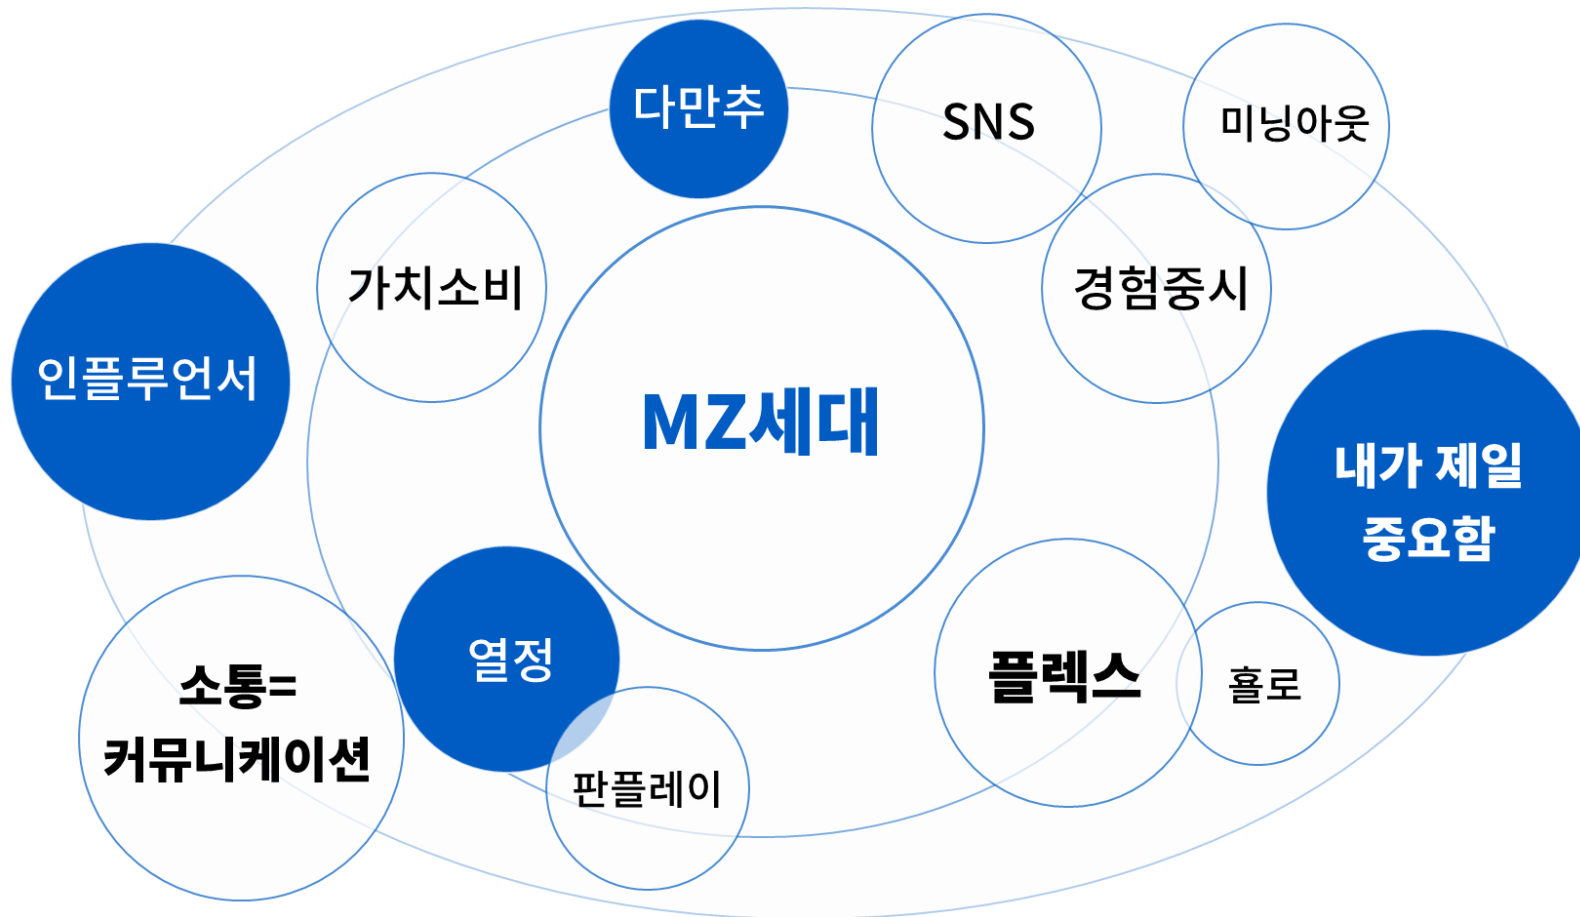 다만추
SNS
미닝아웃
가치소비
경험중시
인플루언서
MZ세대
내가 제일
중요함
소통=
커뮤니케이션
열정
플렉스
욜로
판플레이